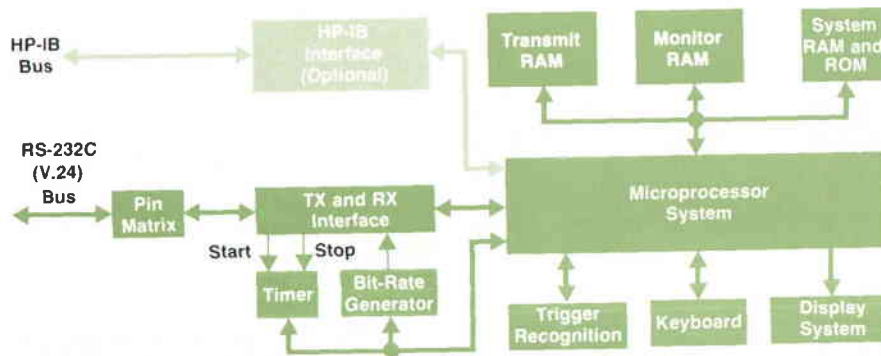 HP-IB
Bus
HP-IB
Interface
(Optional)
Transmit
RAM
Monitor
RAM
System
RAM and
ROM
RS-232C
(V.24)
Bus
Pin
Matrix
TX and RX
Interface
Microprocessor
System
Start
Stop
Timer
Bit-Rate
Generator
Trigger
Recognition
Keyboard
Display
System